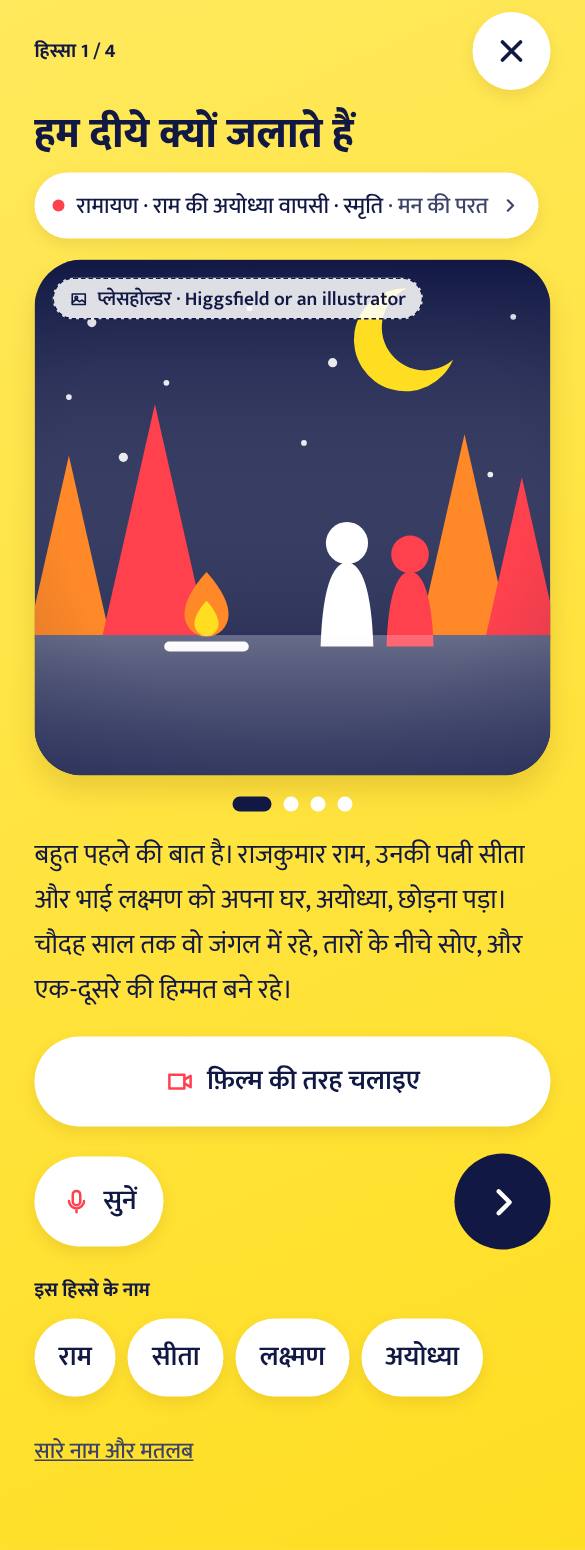 हिस्सा 1 / 4
हम दीये क्यों जलाते हैं
रामायण · राम की अयोध्या वापसी · स्मृति · मन की परत
प्लेसहोल्डर · Higgsfield or an illustrator
बहुत पहले की बात है। राजकुमार राम, उनकी पत्नी सीता
और भाई लक्ष्मण को अपना घर, अयोध्या, छोड़ना पड़ा।
चौदह साल तक वो जंगल में रहे, तारों के नीचे सोए, और
एक-दूसरे की हिम्मत बने रहे।
फ़िल्म की तरह चलाइए
सुनें
इस हिस्से के नाम
राम सीता लक्ष्मण अयोध्या
सारे नाम और मतलब